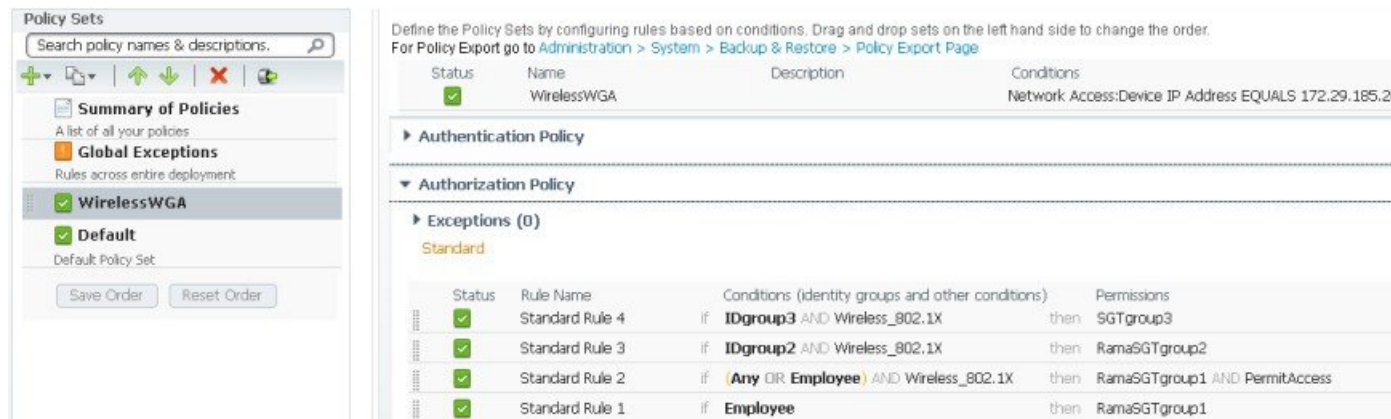 Policy Sets
Search policy names & descriptions.
Summary of Policies
A list of all your policies
Global Exceptions
Rules across entire deployment
WirelessWGA
Default
Default Policy Set
Save Order Reset Order
Define the Policy Sets by configuring rules based on conditions. Drag and drop sets on the left hand side to change the order.
For Policy Export go to Administration > System > Backup & Restore > Policy Export Page
Status Name Description Conditions
WirelessWGA Network Access:Device IP Address EQUALS 172.29.185.2
Authentication Policy
Authorization Policy
Exceptions (0)
Standard
Status Rule Name Conditions (identity groups and other conditions) Permissions
Standard Rule 4 if IDgroup3 AND Wireless_802.1X then SGTgroup3
Standard Rule 3 if IDgroup2 AND Wireless_802.1X then RamaSGTgroup2
Standard Rule 2 if (Any OR Employee) AND Wireless_802.1X then RamaSGTgroup1 AND PermitAccess
Standard Rule 1 if Employee then RamaSGTgroup1